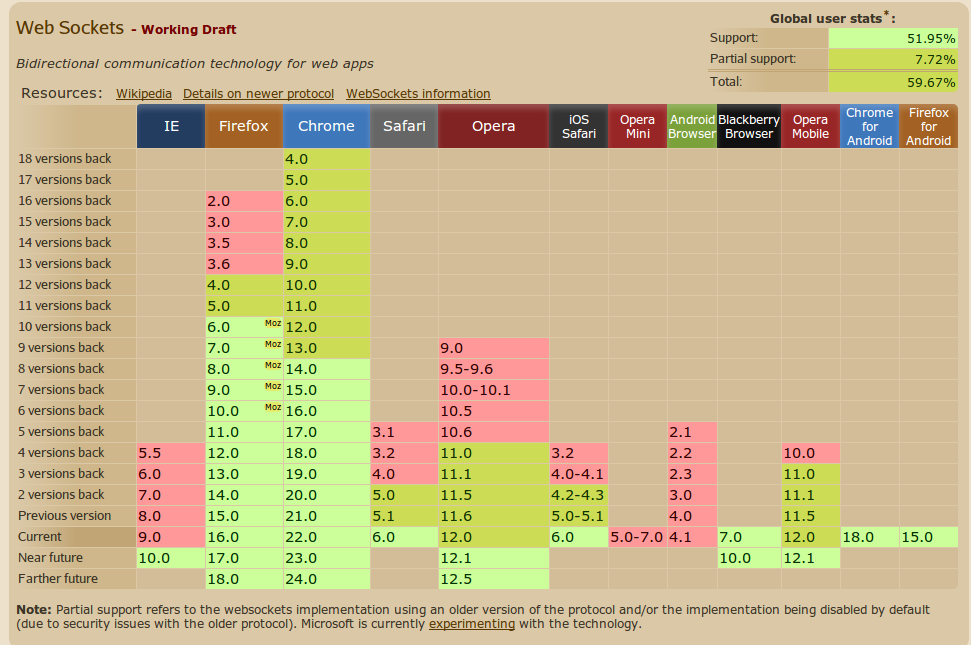 Web Sockets - Working Draft
Global user stats*:
Support: 51.95%
Partial support: 7.72%
Total: 59.67%
Bidirectional communication technology for web apps
Resources: Wikipedia Details on newer protocol WebSockets information
IE Firefox Chrome Safari Opera iOS Safari Opera Mini Android Browser Blackberry Browser Opera Mobile Chrome for Android Firefox for Android
18 versions back 4.0
17 versions back 5.0
16 versions back 2.0 6.0
15 versions back 3.0 7.0
14 versions back 3.5 8.0
13 versions back 3.6 9.0
12 versions back 4.0 10.0
11 versions back 5.0 11.0
10 versions back 6.0 Moz 12.0
9 versions back 7.0 Moz 13.0 9.0
8 versions back 8.0 Moz 14.0 9.5-9.6
7 versions back 9.0 Moz 15.0 10.0-10.1
6 versions back 10.0 Moz 16.0 10.5
5 versions back 11.0 17.0 3.1 10.6 2.1
4 versions back 5.5 12.0 18.0 3.2 11.0 3.2 2.2 10.0
3 versions back 6.0 13.0 19.0 4.0 11.1 4.0-4.1 2.3 11.0
2 versions back 7.0 14.0 20.0 5.0 11.5 4.2-4.3 3.0 11.1
Previous version 8.0 15.0 21.0 5.1 11.6 5.0-5.1 4.0 11.5
Current 9.0 16.0 22.0 6.0 12.0 6.0 5.0-7.0 4.1 7.0 12.0 18.0 15.0
Near future 10.0 17.0 23.0 12.1 10.0 12.1
Farther future 18.0 24.0 12.5
Note: Partial support refers to the websockets implementation using an older version of the protocol and/or the implementation being disabled by default
(due to security issues with the older protocol). Microsoft is currently experimenting with the technology.